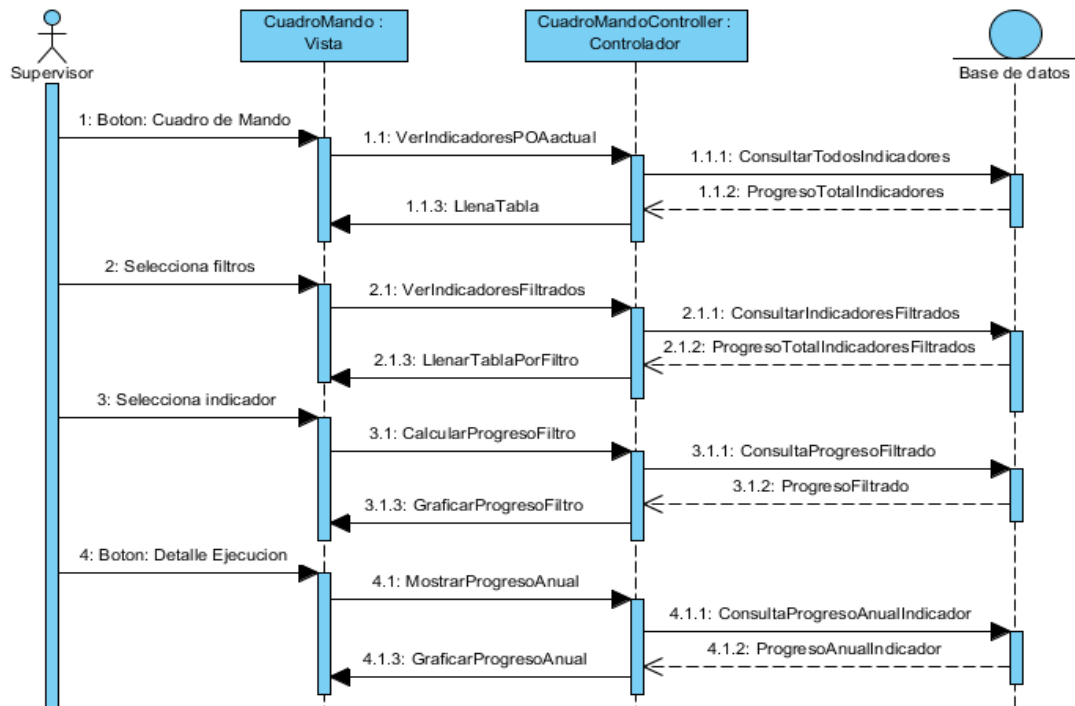 CuadroMando :
Vista
CuadroMandoController :
Controlador
Supervisor
Base de datos
1: Boton: Cuadro de Mando
1.1: VerIndicadoresPOAactual
1.1.1: ConsultarTodosIndicadores
1.1.2: ProgresoTotalIndicadores
1.1.3: LlenaTabla
2: Selecciona filtros
2.1: VerIndicadoresFiltrados
2.1.1: ConsultarIndicadoresFiltrados
2.1.2: ProgresoTotalIndicadoresFiltrados
2.1.3: LlenarTablaPorFiltro
3: Selecciona indicador
3.1: CalcularProgresoFiltro
3.1.1: ConsultaProgresoFiltrado
3.1.2: ProgresoFiltrado
3.1.3: GraficarProgresoFiltro
4: Boton: Detalle Ejecucion
4.1: MostrarProgresoAnual
4.1.1: ConsultaProgresoAnualIndicador
4.1.2: ProgresoAnualIndicador
4.1.3: GraficarProgresoAnual